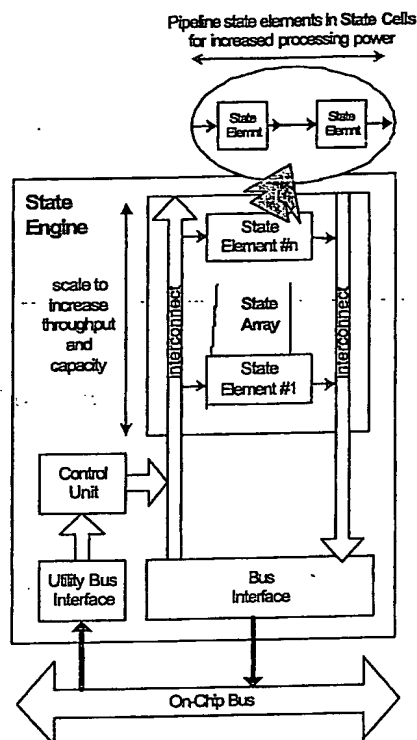 Pipeline state elements in State Cells
for increased processing power
State
Elemnt
State
Elemnt
State
Engine
scale to
increase
throughput
and
capacity
Interconnect
State
Element #n
State
Array
State
Element #1
Interconnect
Control
Unit
Utility Bus
Interface
Bus
Interface
On-Chip Bus